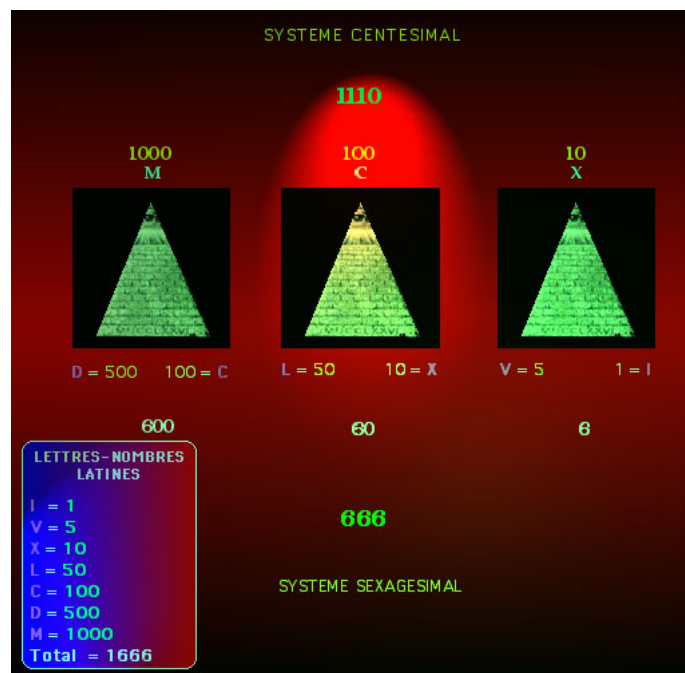 SYSTEME CENTESIMAL
1110
1000 100 10
M C X
D = 500 100 = C L = 50 10 = X V = 5 1 = I
600 60 6
LETTRES-NOMBRES
LATINES
I = 1
V = 5
X = 10
L = 50
C = 100
D = 500
M = 1000
Total = 1666
666
SYSTEME SEXAGESIMAL